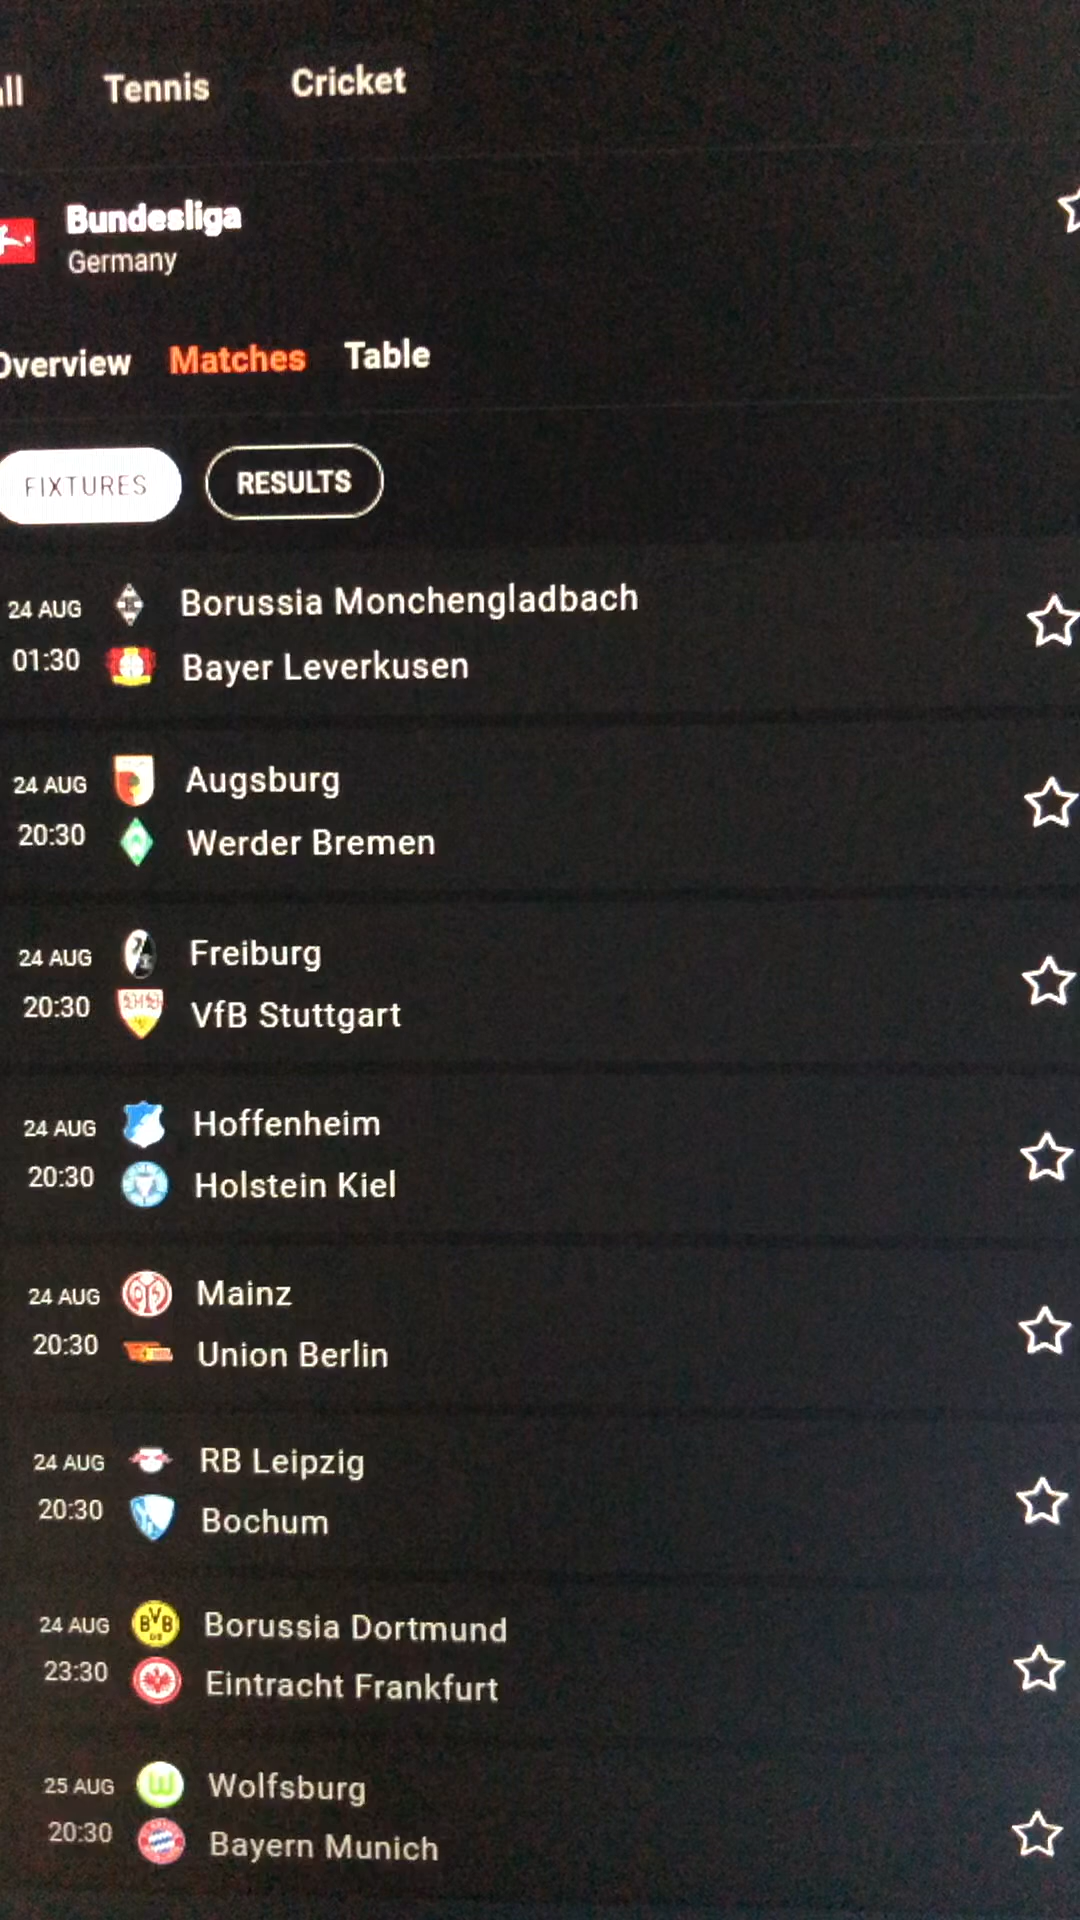 Tennis Cricket
Bundesliga
Germany
Overview Matches Table
FIXTURES RESULTS
24 AUG Borussia Monchengladbach
01:30 Bayer Leverkusen
24 AUG Augsburg
20:30 Werder Bremen
24 AUG Freiburg
20:30 VfB Stuttgart
24 AUG Hoffenheim
20:30 Holstein Kiel
24 AUG Mainz
20:30 Union Berlin
24 AUG RB Leipzig
20:30 Bochum
24 AUG BVB Borussia Dortmund
23:30 Eintracht Frankfurt
25 AUG W Wolfsburg
20:30 Bayern Munich